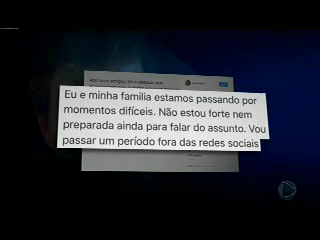 Eu e minha familia estamos passando por
momentos difíceis. Não estou forte nem
preparada ainda para falar do assunto. Vou
passar um período fora das redes sociais